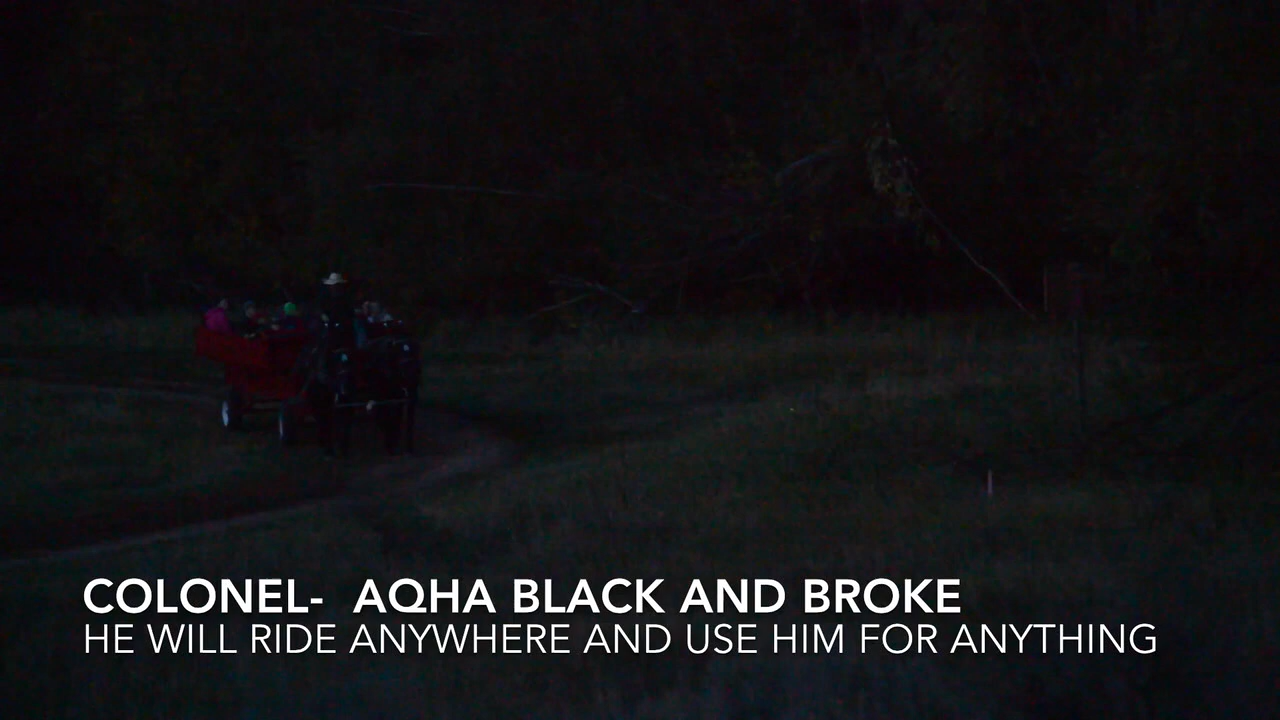 COLONEL-  AQHA BLACK AND BROKE
HE WILL RIDE ANYWHERE AND USE HIM FOR ANYTHING